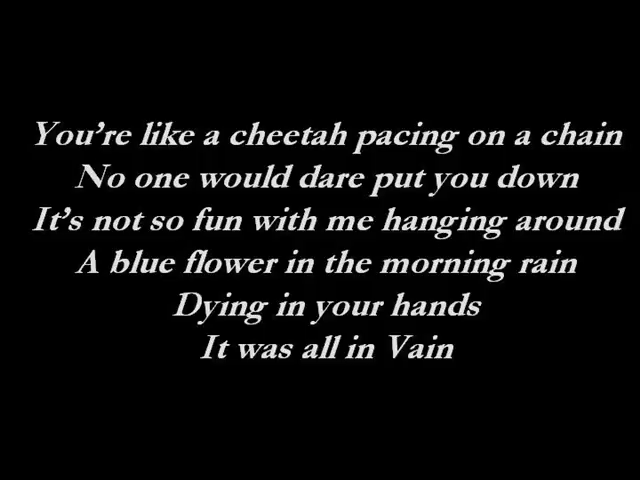 You're like a cheetah pacing on a chain
No one would dare put you down
It's not so fun with me hanging around
A blue flower in the morning rain
Dying in your hands
It was all in Vain